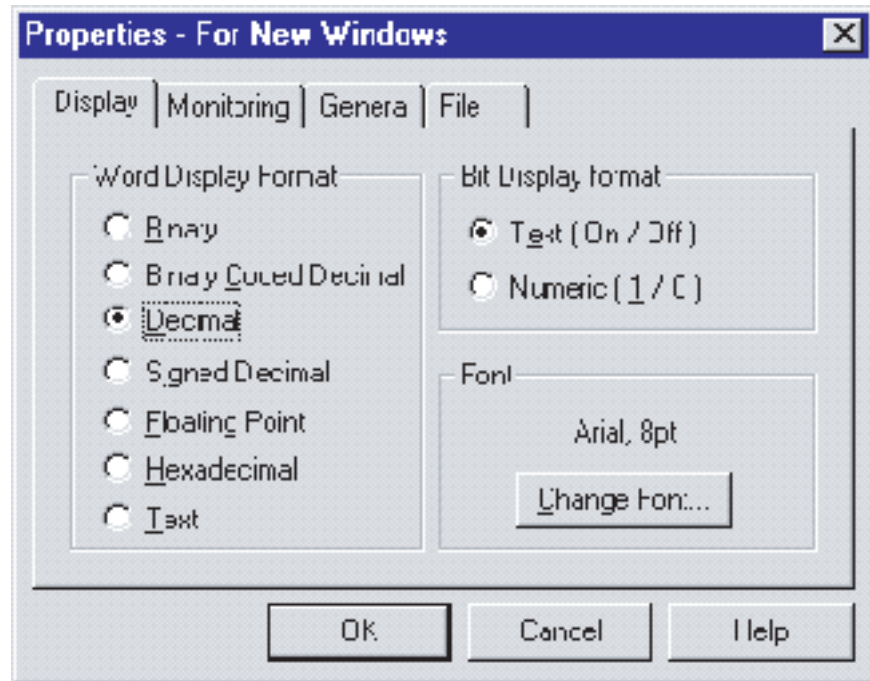 Properties - For New Windows
Display Monitoring General File
Word Display Format
Binary
Binary Coded Decimal
Decimal
Signed Decimal
Floating Point
Hexadecimal
Text
Bit Display format
Text ( On / Off )
Numeric ( 1 / 0 )
Font
Arial, 8pt
Change Font...
OK Cancel Help